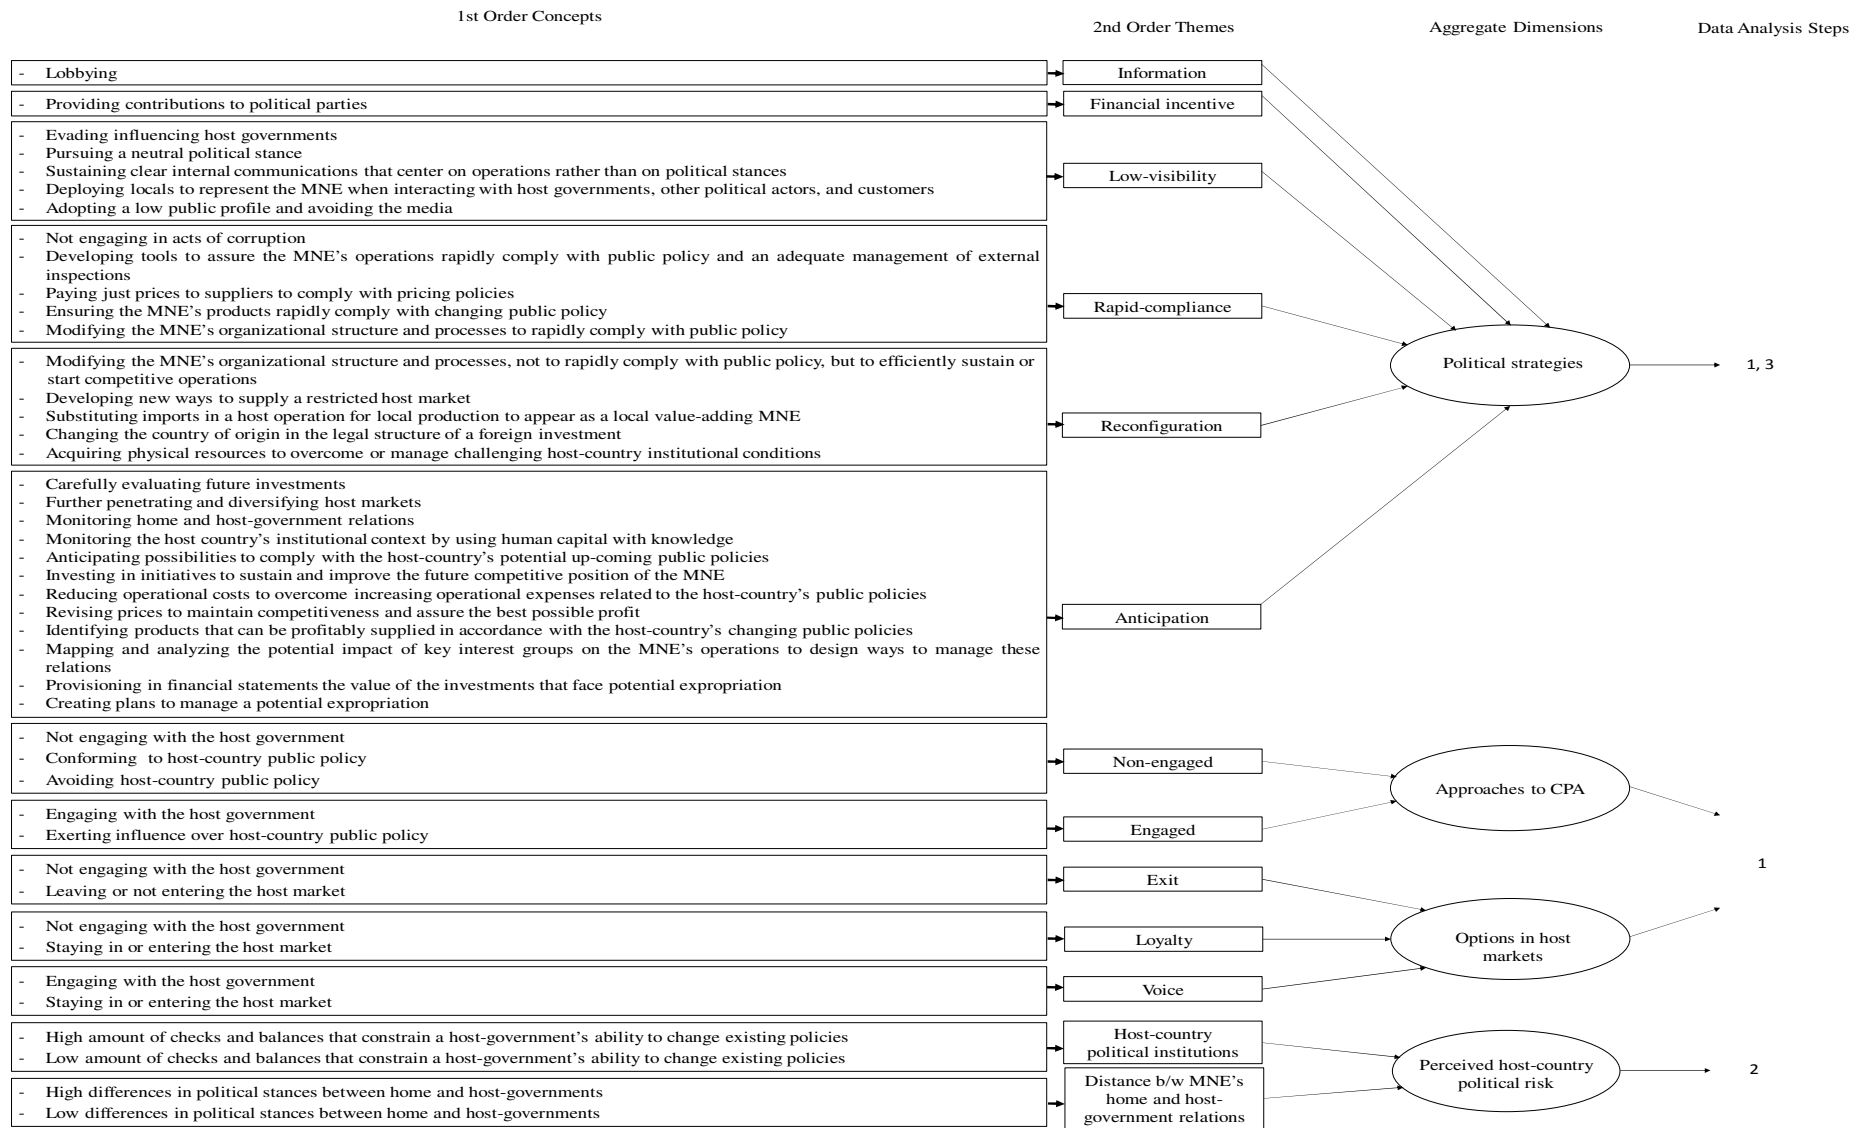 1st Order Concepts
2nd Order Themes
Aggregate Dimensions
Data Analysis Steps
- Lobbying
Information
- Providing contributions to political parties
Financial incentive
- Evading influencing host governments
- Pursuing a neutral political stance
- Sustaining clear internal communications that center on operations rather than on political stances
- Deploying locals to represent the MNE when interacting with host governments, other political actors, and customers
- Adopting a low public profile and avoiding the media
Low-visibility
- Not engaging in acts of corruption
- Developing tools to assure the MNE's operations rapidly comply with public policy and an adequate management of external
inspections
- Paying just prices to suppliers to comply with pricing policies
- Ensuring the MNE's products rapidly comply with changing public policy
- Modifying the MNE's organizational structure and processes to rapidly comply with public policy
Rapid-compliance
- Modifying the MNE's organizational structure and processes, not to rapidly comply with public policy, but to efficiently sustain or
start competitive operations
- Developing new ways to supply a restricted host market
- Substituting imports in a host operation for local production to appear as a local value-adding MNE
- Changing the country of origin in the legal structure of a foreign investment
- Acquiring physical resources to overcome or manage challenging host-country institutional conditions
Reconfiguration
- Carefully evaluating future investments
- Further penetrating and diversifying host markets
- Monitoring home and host-government relations
- Monitoring the host country's institutional context by using human capital with knowledge
- Anticipating possibilities to comply with the host-country's potential up-coming public policies
- Investing in initiatives to sustain and improve the future competitive position of the MNE
- Reducing operational costs to overcome increasing operational expenses related to the host-country's public policies
- Revising prices to maintain competitiveness and assure the best possible profit
- Identifying products that can be profitably supplied in accordance with the host-country's changing public policies
- Mapping and analyzing the potential impact of key interest groups on the MNE's operations to design ways to manage these
relations
- Provisioning in financial statements the value of the investments that face potential expropriation
- Creating plans to manage a potential expropriation
Anticipation
Political strategies
1, 3
- Not engaging with the host government
- Conforming to host-country public policy
- Avoiding host-country public policy
Non-engaged
- Engaging with the host government
- Exerting influence over host-country public policy
Engaged
Approaches to CPA
- Not engaging with the host government
- Leaving or not entering the host market
Exit
- Not engaging with the host government
- Staying in or entering the host market
Loyalty
- Engaging with the host government
- Staying in or entering the host market
Voice
Options in host
markets
1
- High amount of checks and balances that constrain a host-government's ability to change existing policies
- Low amount of checks and balances that constrain a host-government's ability to change existing policies
Host-country
political institutions
- High differences in political stances between home and host-governments
- Low differences in political stances between home and host-governments
Distance b/w MNE's
home and host-
government relations
Perceived host-country
political risk
2